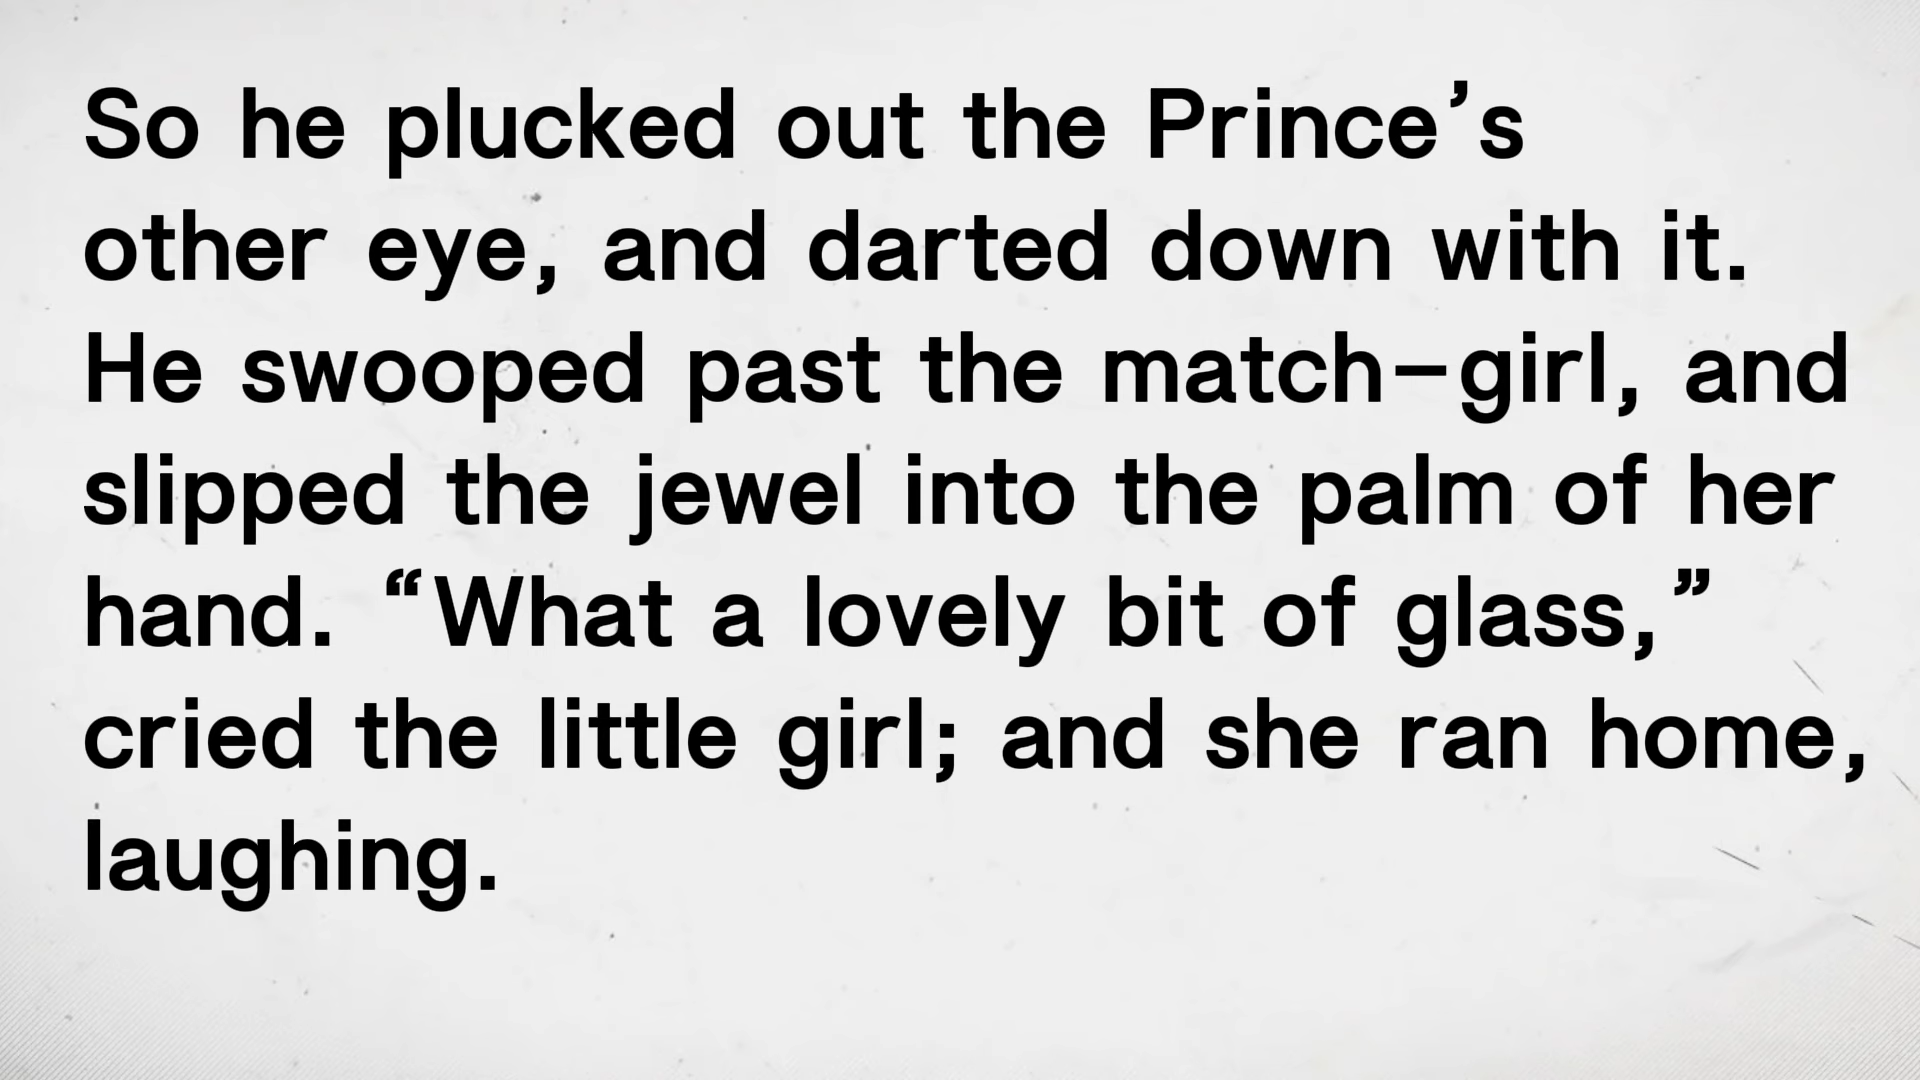 So he plucked out the Prince’s
other eye, and darted down with it.
He swooped past the match-girl, and
slipped the jewel into the palm of her
hand. “What a lovely bit of glass,”
cried the little girl; and she ran home,
laughing.